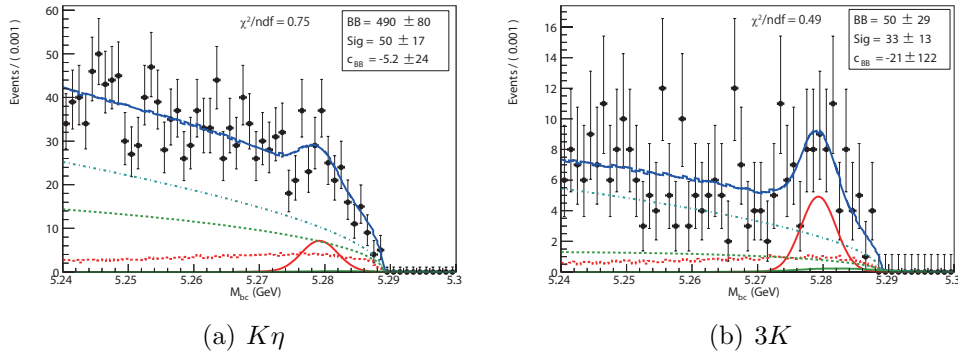 Events / ( 0.001 )
60
50
40
30
20
10
0
χ²/ndf = 0.75
BB = 490 ± 80
Sig = 50 ± 17
c_BB = -5.2 ± 24
5.24 5.25 5.26 5.27 5.28 5.29 5.3
M_bc (GeV)
(a) Kη
Events / ( 0.001 )
16
14
12
10
8
6
4
2
0
χ²/ndf = 0.49
BB = 50 ± 29
Sig = 33 ± 13
c_BB = -21 ± 122
5.24 5.25 5.26 5.27 5.28 5.29 5.3
M_bc (GeV)
(b) 3K